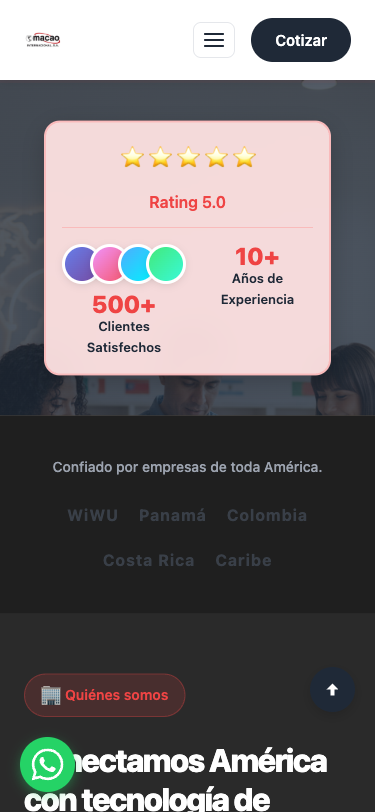 macao
INTERNACIONAL S.A.
Cotizar
Rating 5.0
500+
Clientes
Satisfechos
10+
Años de
Experiencia
Confiado por empresas de toda América.
WiWU Panamá Colombia
Costa Rica Caribe
Quiénes somos
nectamos América
con tecnología de